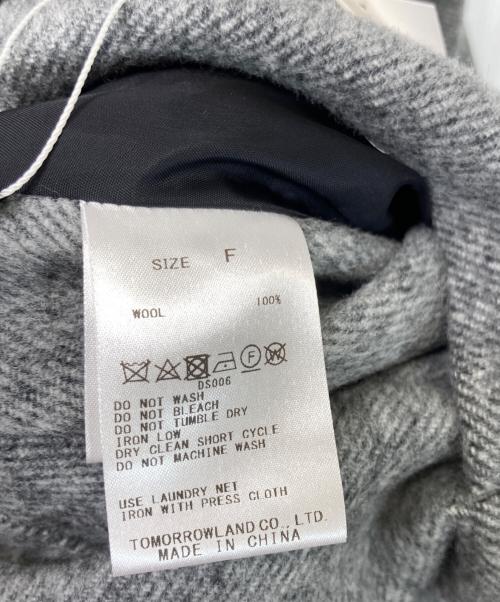 SIZE F
WOOL 100%
F W
DS006
DO NOT WASH
DO NOT BLEACH
DO NOT TUMBLE DRY
IRON LOW
DRY CLEAN SHORT CYCLE
DO NOT MACHINE WASH
USE LAUNDRY NET
IRON WITH PRESS CLOTH
TOMORROWLAND CO., LTD.
MADE IN CHINA